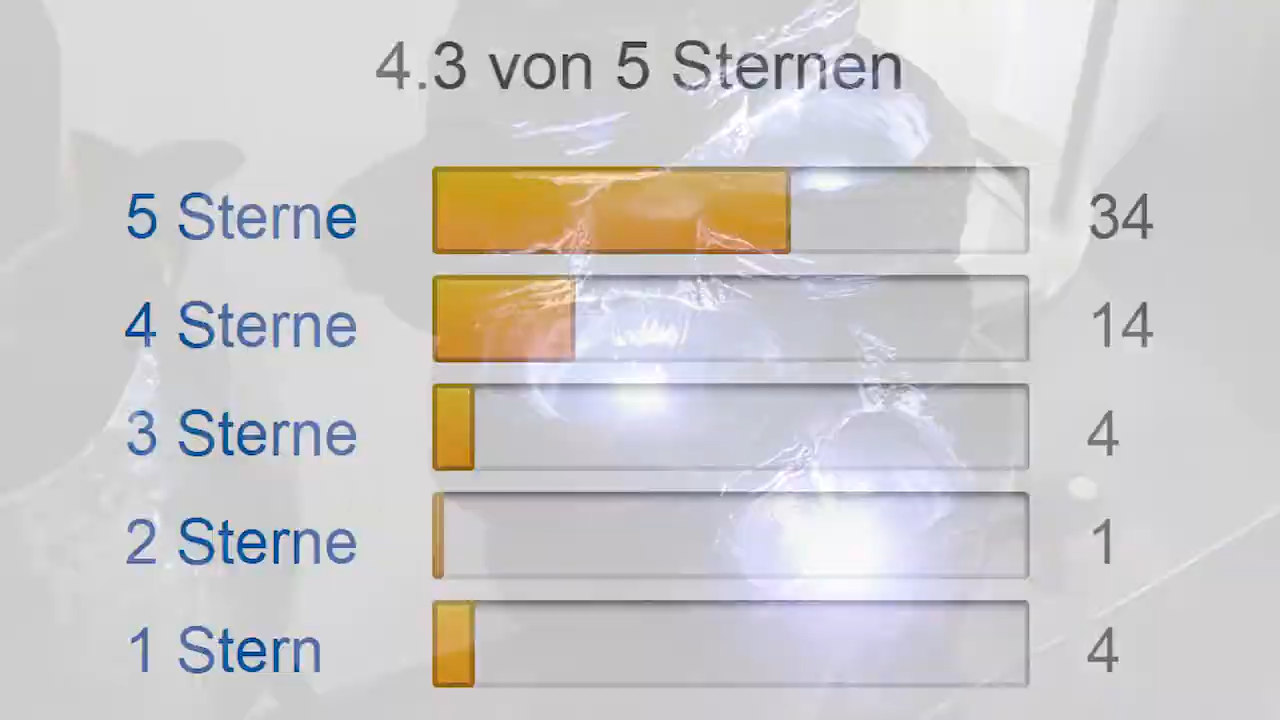 4.3 von 5 Sternen
5 Sterne 34
4 Sterne 14
3 Sterne 4
2 Sterne 1
1 Stern 4